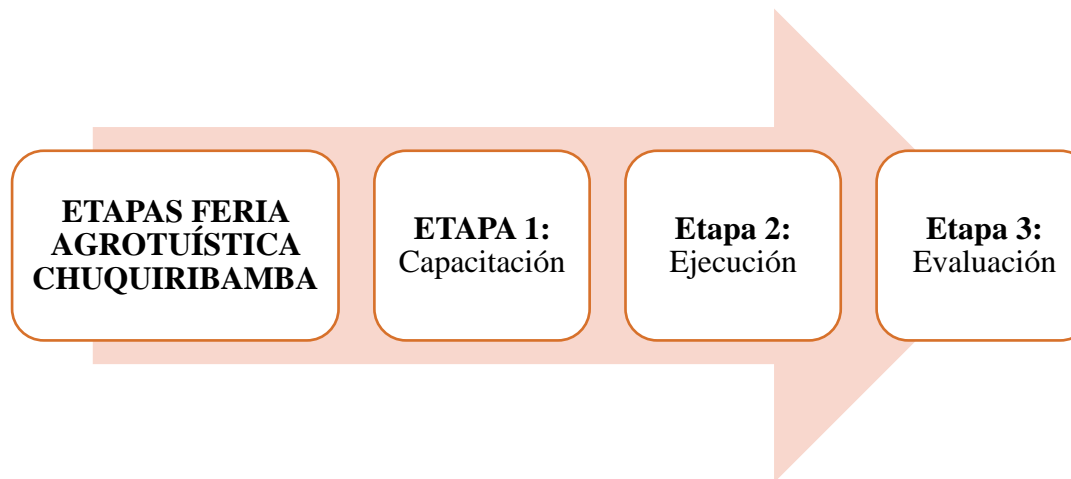 ETAPAS FERIA
AGROTUÍSTICA
CHUQUIRIBAMBA
ETAPA 1:
Capacitación
Etapa 2:
Ejecución
Etapa 3:
Evaluación